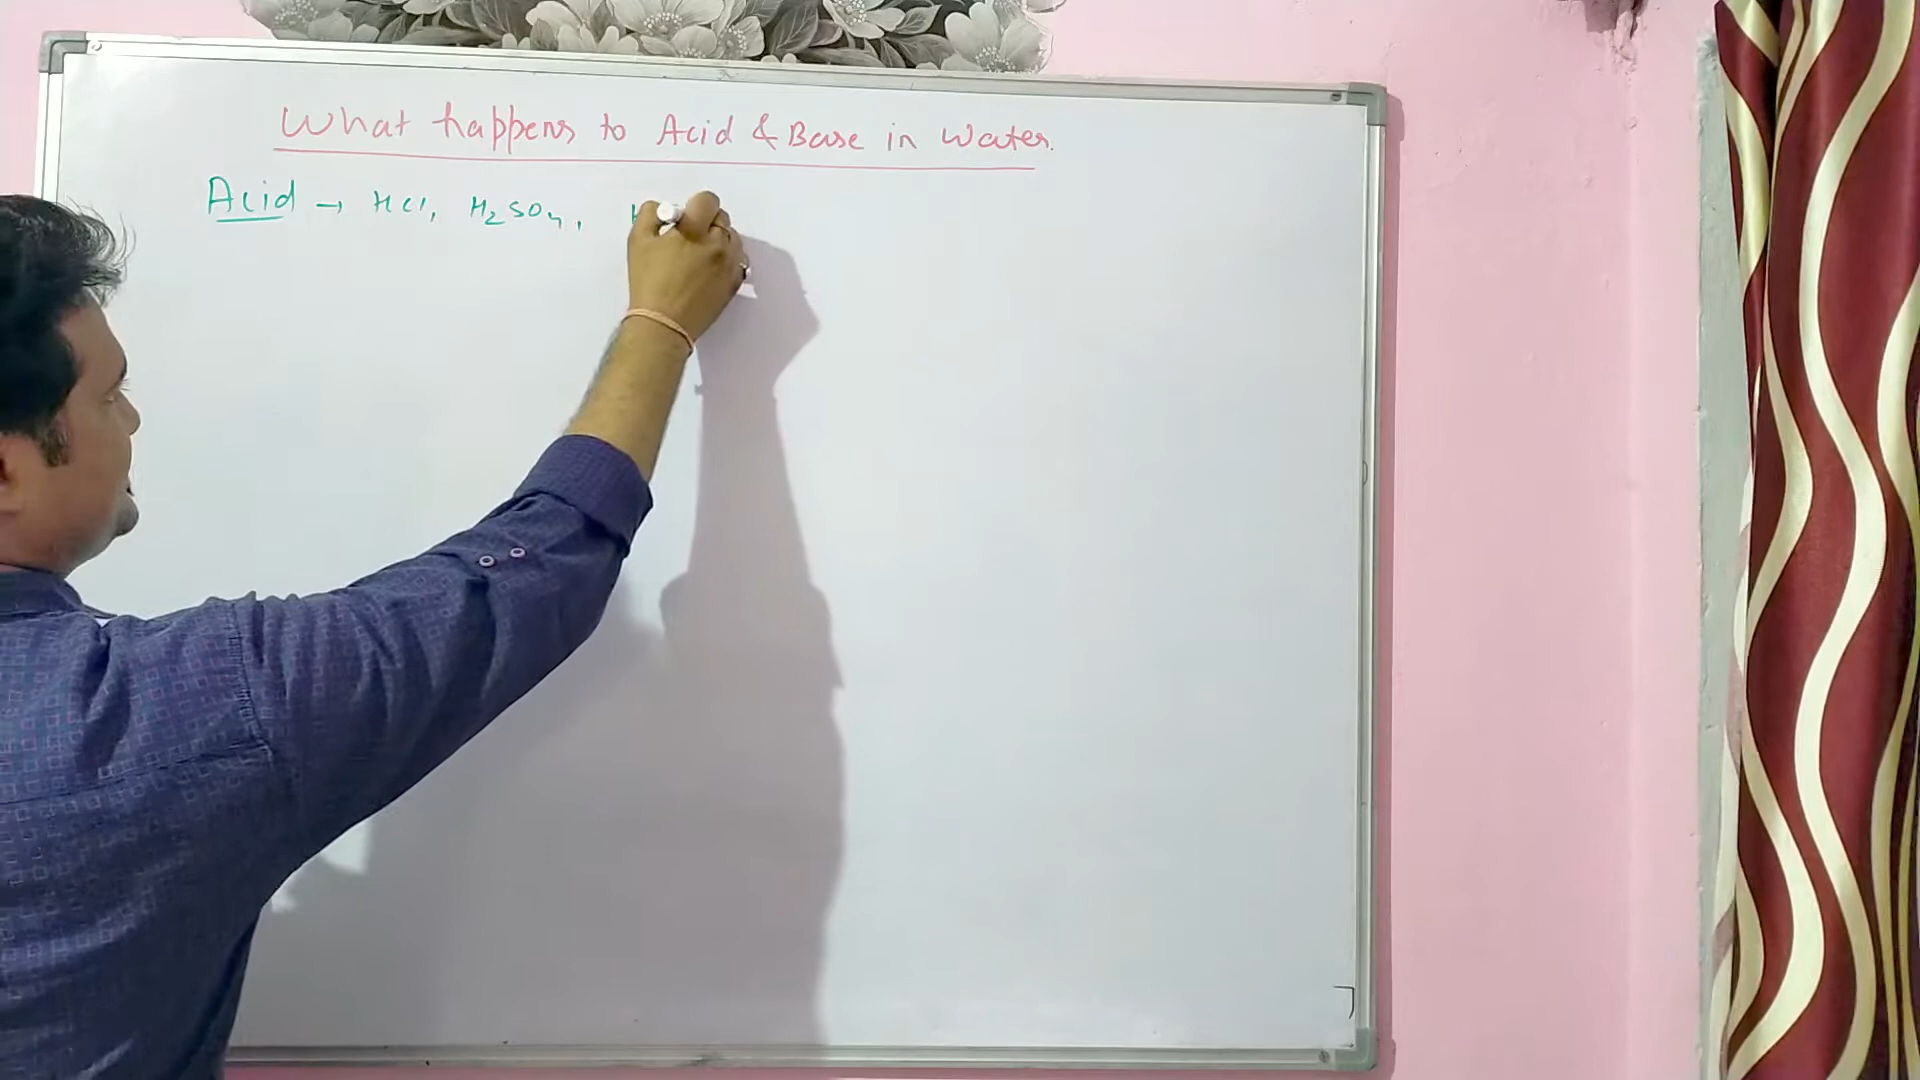 What happens to Acid & Base in Water.
Acid → HCl, H₂SO₄, H